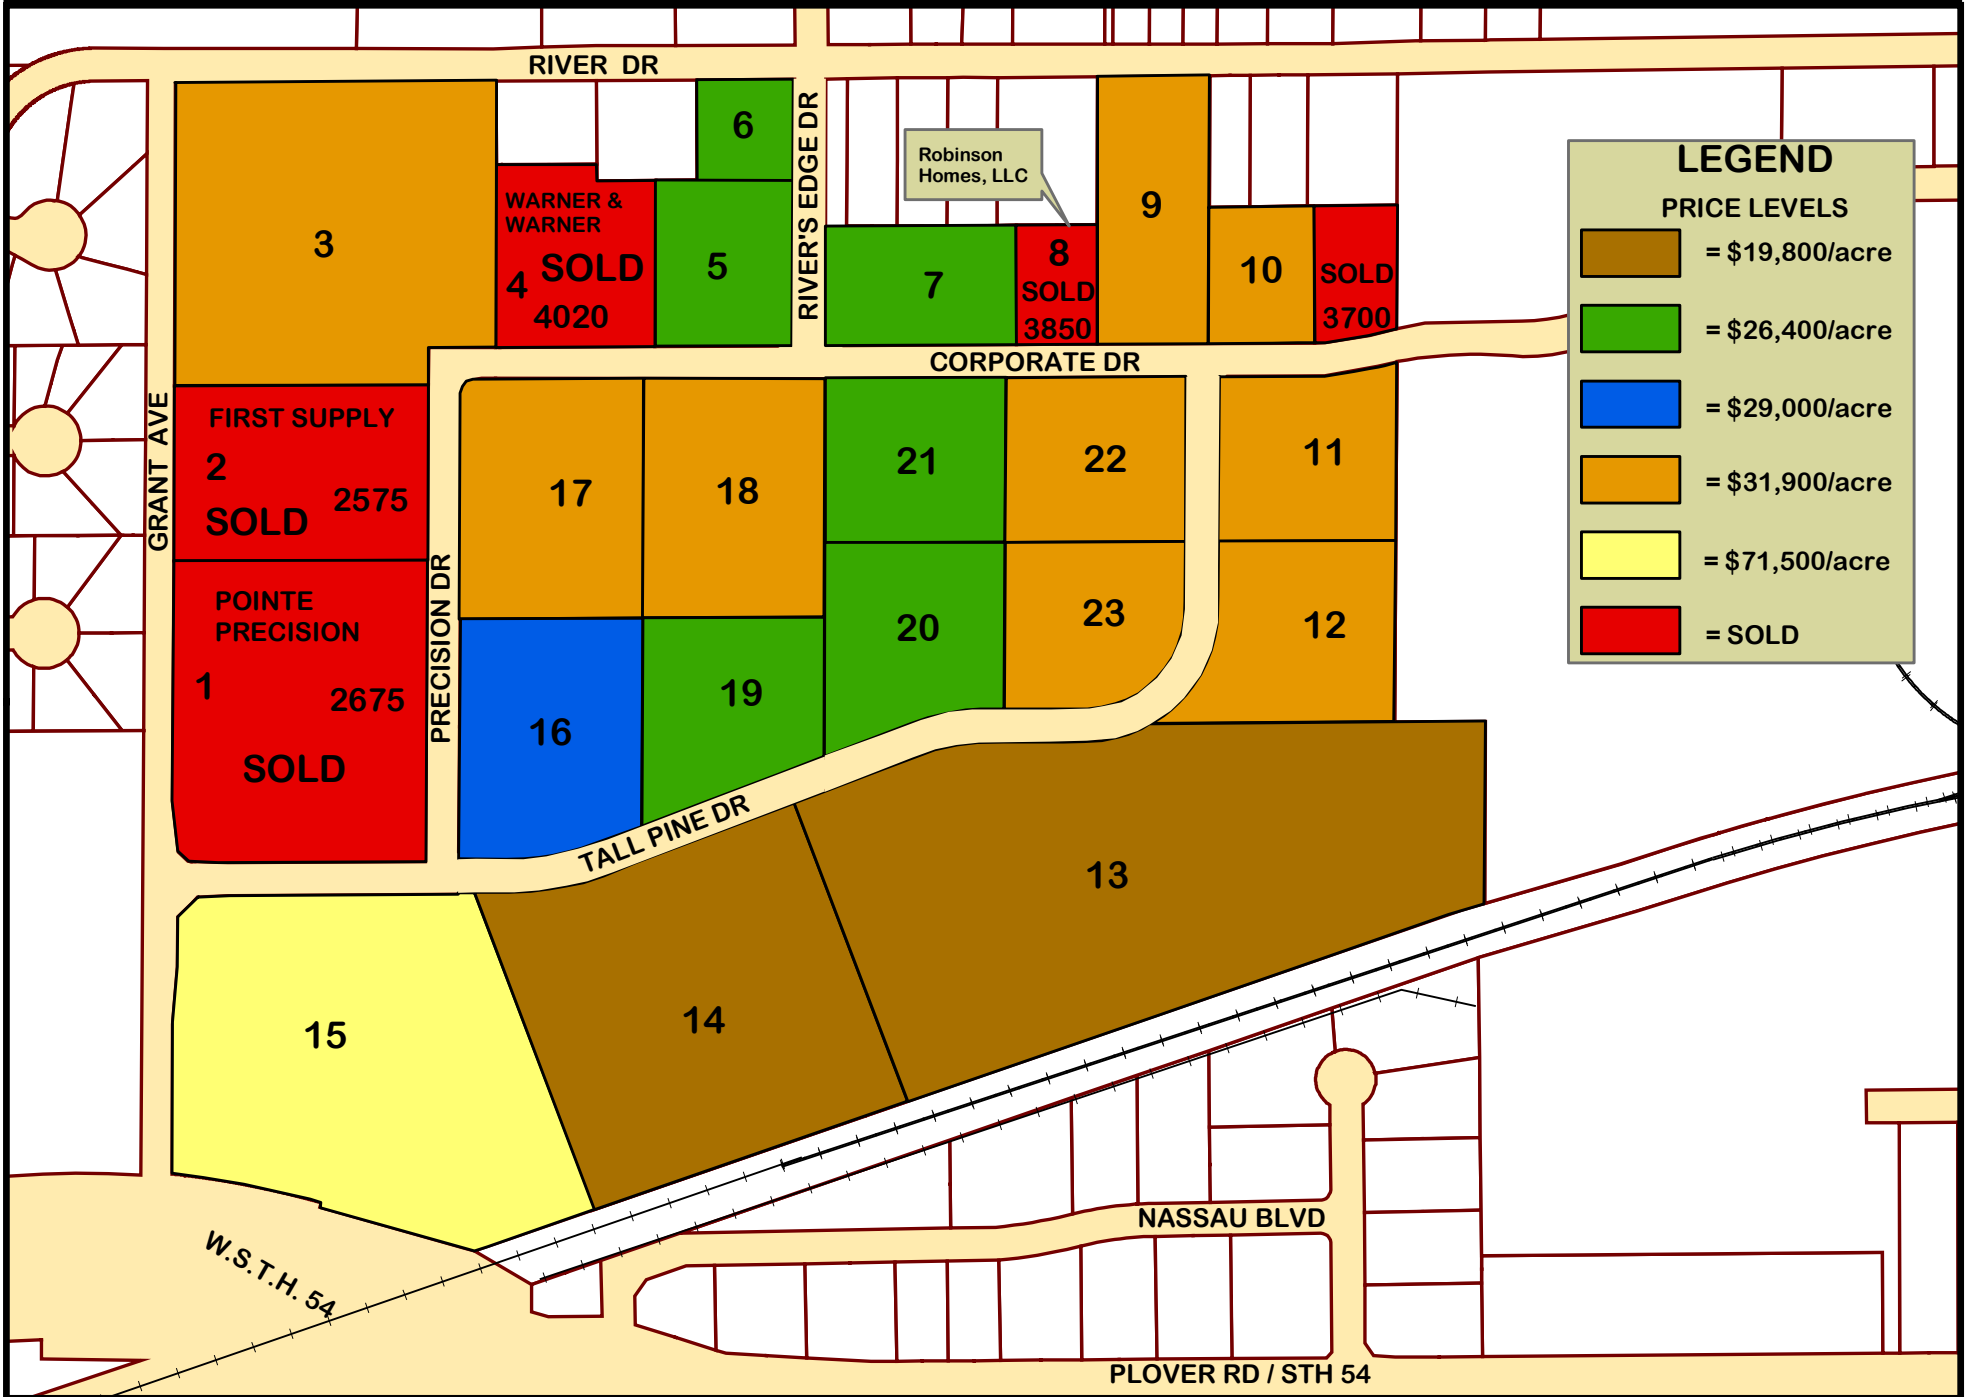 RIVER DR
6
RIVER'S EDGE DR
Robinson
Homes, LLC
LEGEND
PRICE LEVELS
= $19,800/acre
= $26,400/acre
= $29,000/acre
= $31,900/acre
= $71,500/acre
= SOLD
3
WARNER &
WARNER
4 SOLD
4020
5
7
8
SOLD
3850
9
10
SOLD
3700
CORPORATE DR
GRANT AVE
FIRST SUPPLY
2
2575
SOLD
PRECISION DR
17
18
21
22
11
POINTE
PRECISION
1
2675
SOLD
16
19
20
23
12
TALL PINE DR
13
14
15
W.S.T.H. 54
NASSAU BLVD
PLOVER RD / STH 54